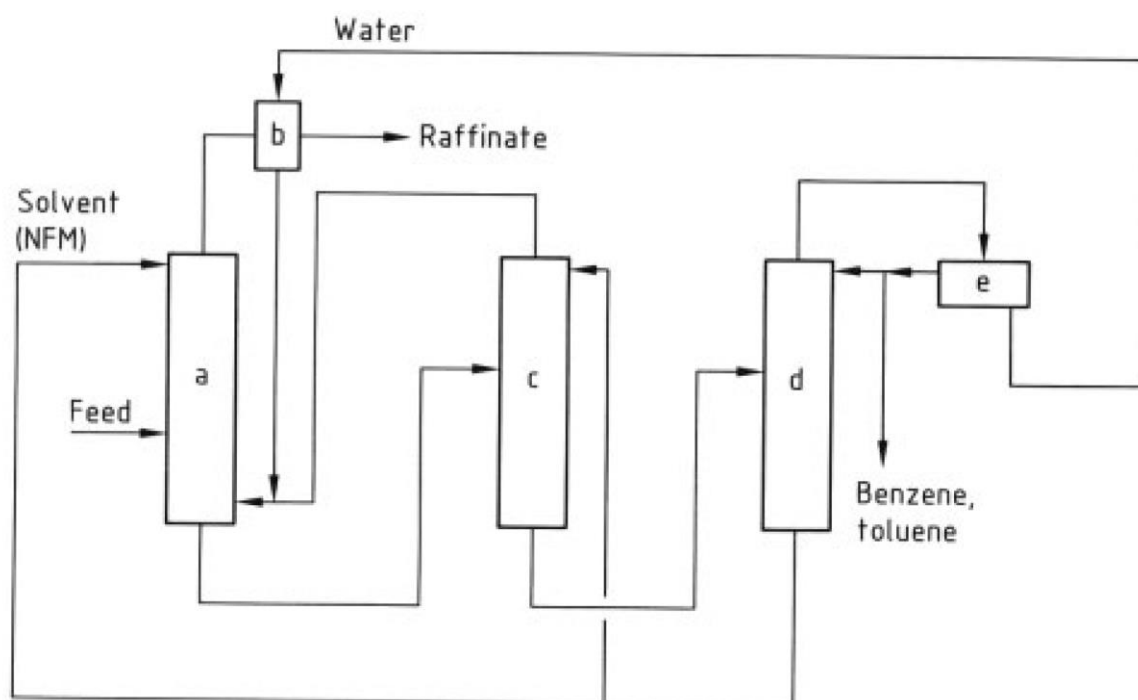 Water
b
Raffinate
Solvent
(NFM)
e
a
c
d
Feed
Benzene,
toluene